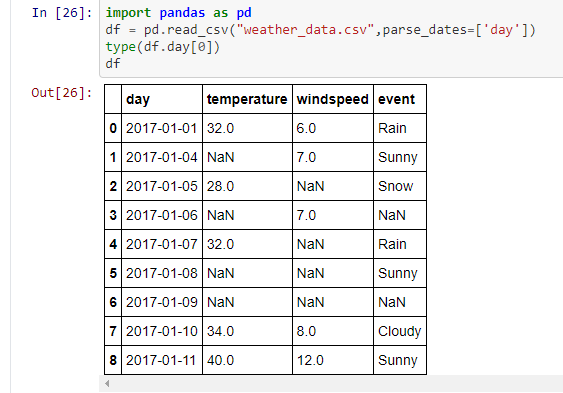 In [26]: import pandas as pd
df = pd.read_csv("weather_data.csv",parse_dates=['day'])
type(df.day[0])
df
Out[26]:
day temperature windspeed event
0 2017-01-01 32.0 6.0 Rain
1 2017-01-04 NaN 7.0 Sunny
2 2017-01-05 28.0 NaN Snow
3 2017-01-06 NaN 7.0 NaN
4 2017-01-07 32.0 NaN Rain
5 2017-01-08 NaN NaN Sunny
6 2017-01-09 NaN NaN NaN
7 2017-01-10 34.0 8.0 Cloudy
8 2017-01-11 40.0 12.0 Sunny